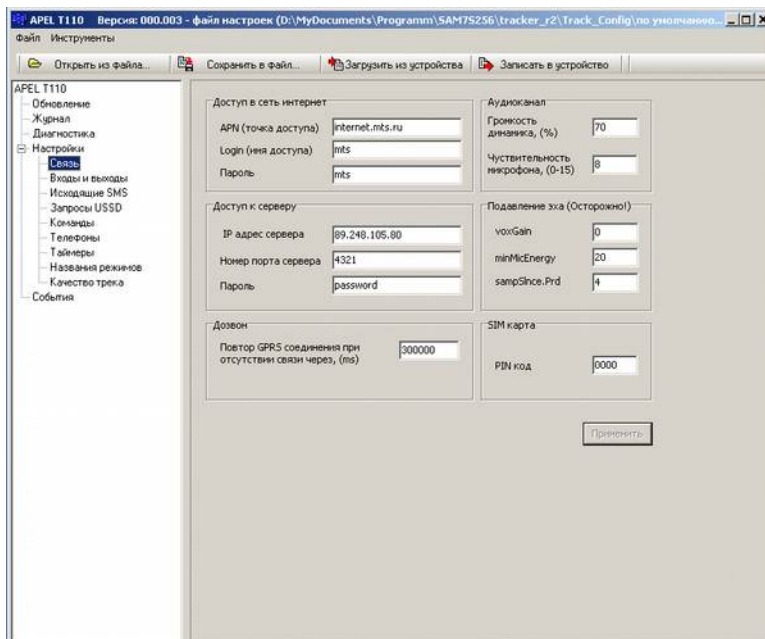 APEL T110 Версия: 000.003 - файл настроек (D:\MyDocuments\Programm\SAM7S256\tracker_r2\Track_Config\по умолчанию...
Файл Инструменты
Открыть из файла... Сохранить в файл... Загрузить из устройства Записать в устройство
APEL T110
Обновление
Журнал
Диагностика
Настройки
Связь
Входы и выходы
Исходящие SMS
Запросы USSD
Команды
Телефоны
Таймеры
Названия режимов
Качество трека
События
Доступ в сеть интернет
APN (точка доступа) internet.mts.ru
Login (имя доступа) mts
Пароль mts
Доступ к серверу
IP адрес сервера 89.248.105.80
Номер порта сервера 4321
Пароль password
Дозвон
Повтор GPRS соединения при
отсутствии связи через, (ms) 300000
Аудиоканал
Громкость
динамика, (%) 70
Чуствительность
микрофона, (0-15) 8
Подавление эха (Осторожно!)
voxGain 0
minMicEnergy 20
sampSlnce.Prd 4
SIM карта
PIN код 0000
Применить